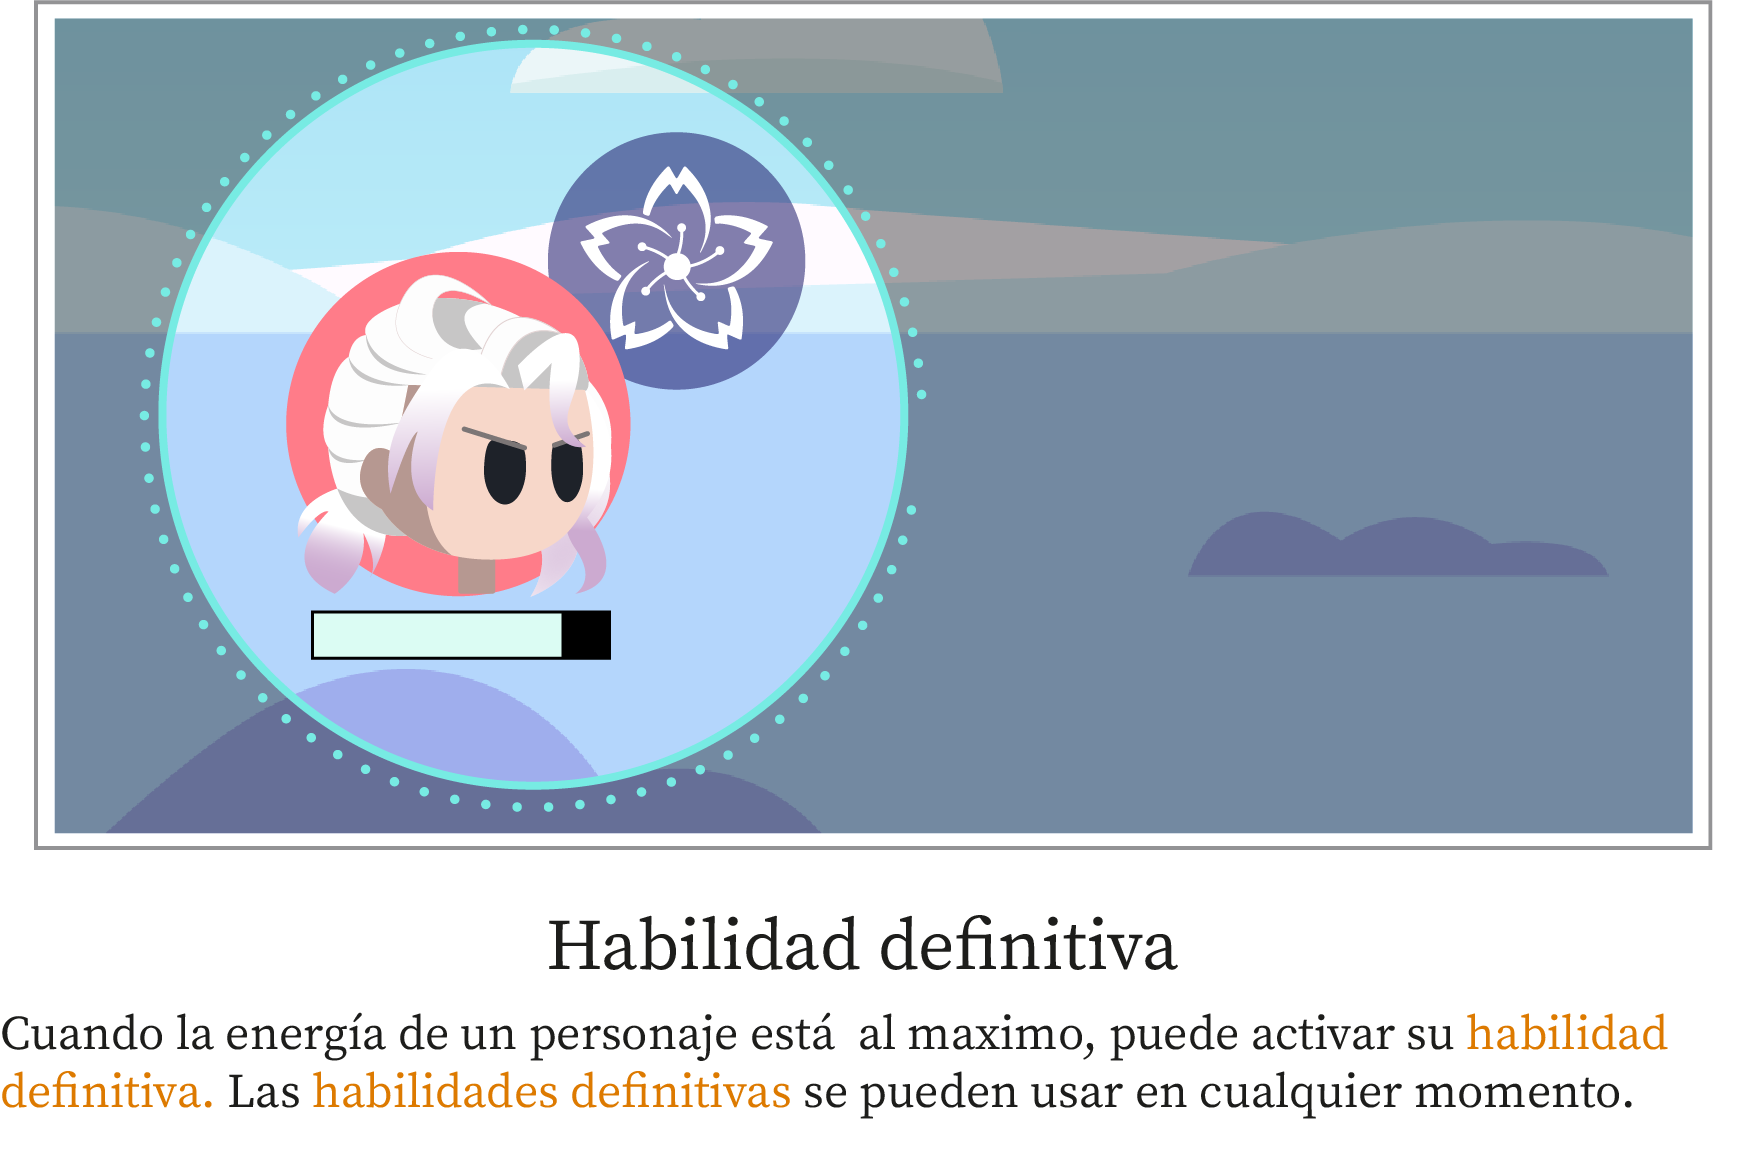 Habilidad definitiva
Cuando la energía de un personaje está  al maximo, puede activar su habilidad
definitiva. Las habilidades definitivas se pueden usar en cualquier momento.